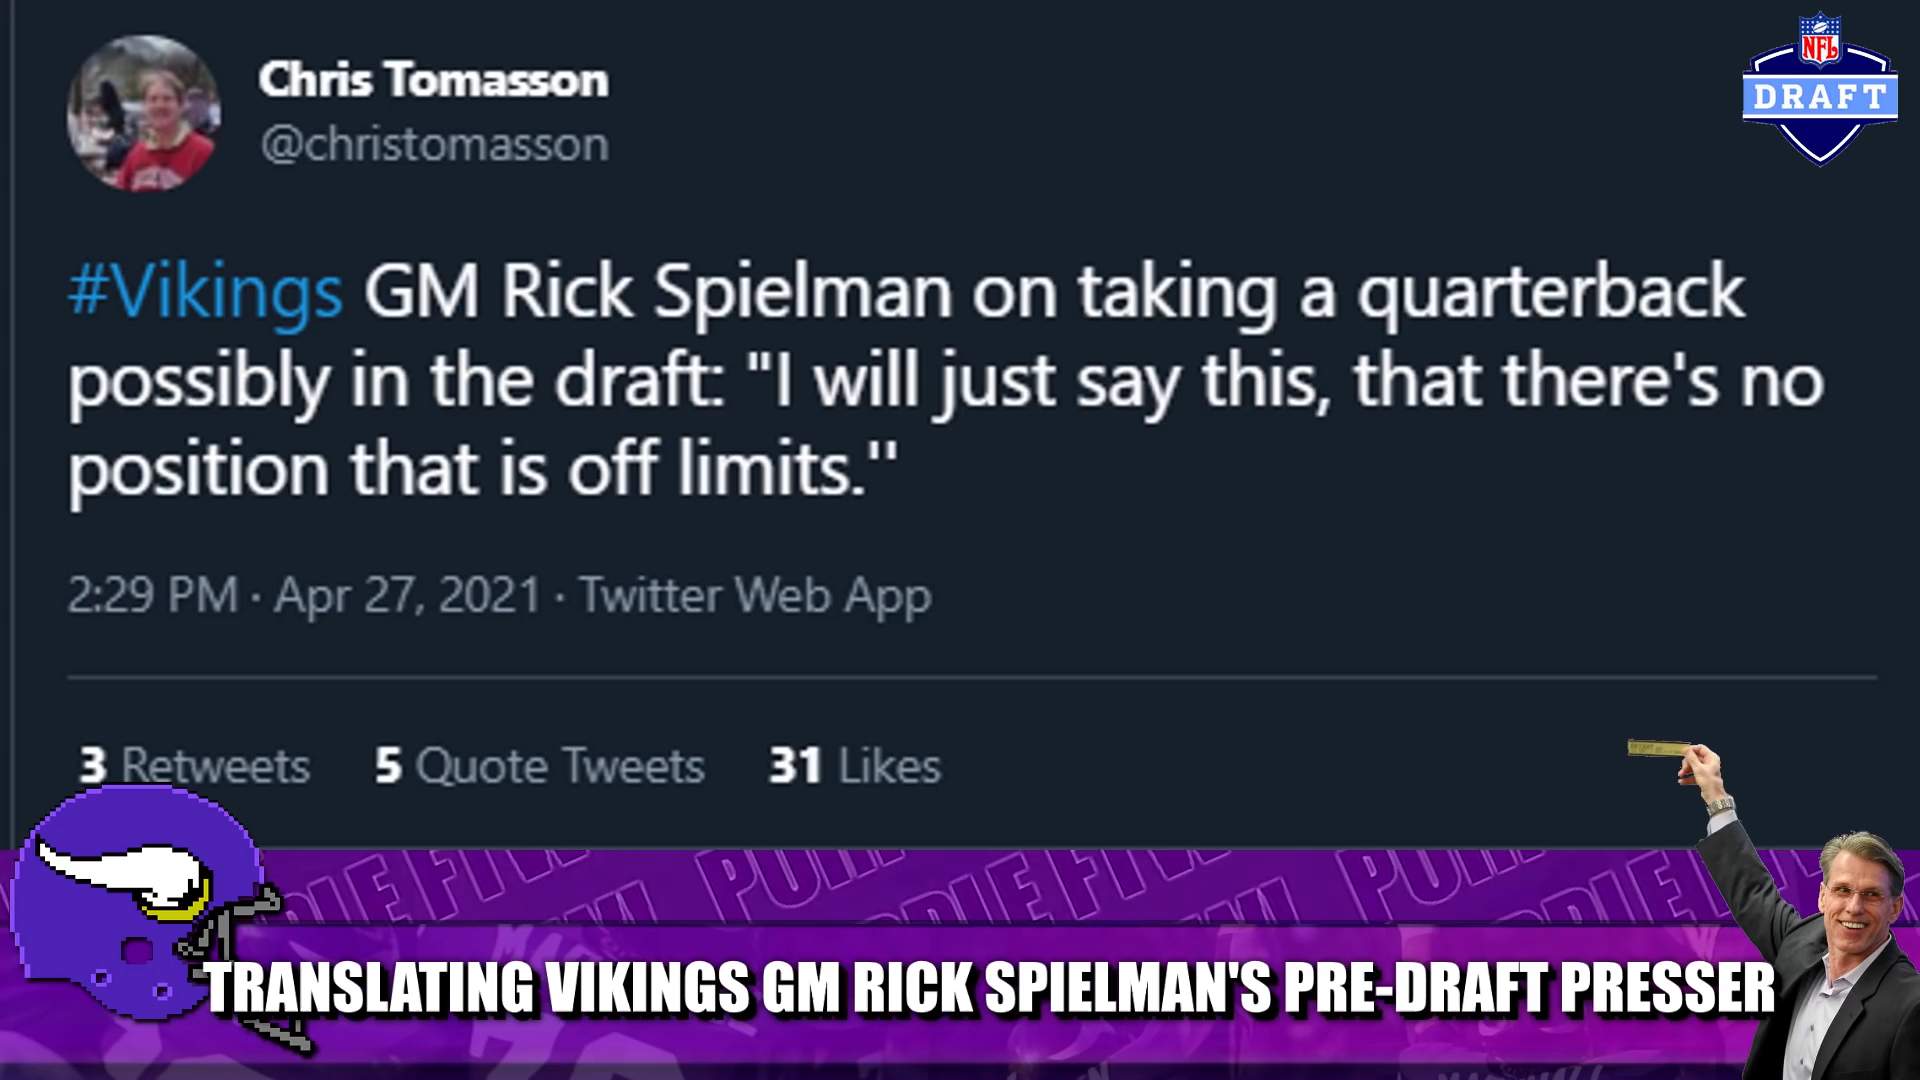 Chris Tomasson
@christomasson
NFL
DRAFT
#Vikings GM Rick Spielman on taking a quarterback
possibly in the draft: "I will just say this, that there's no
position that is off limits.''
2:29 PM · Apr 27, 2021 · Twitter Web App
3 Retweets 5 Quote Tweets 31 Likes
TRANSLATING VIKINGS GM RICK SPIELMAN'S PRE-DRAFT PRESSER